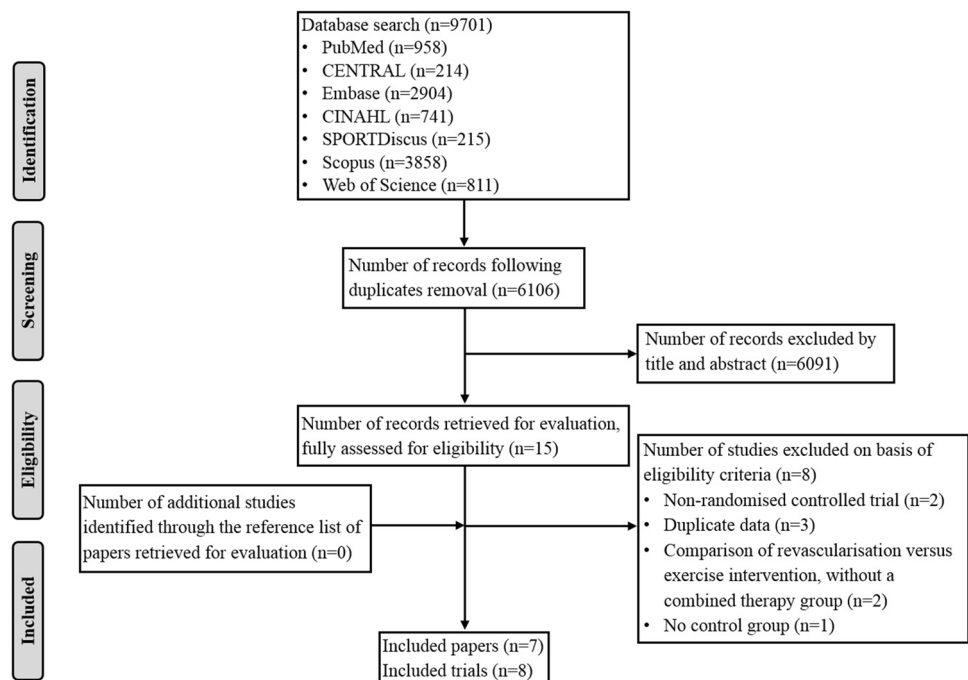 Identification
Database search (n=9701)
• PubMed (n=958)
• CENTRAL (n=214)
• Embase (n=2904)
• CINAHL (n=741)
• SPORTDiscus (n=215)
• Scopus (n=3858)
• Web of Science (n=811)
Screening
Number of records following
duplicates removal (n=6106)
Number of records excluded by
title and abstract (n=6091)
Eligibility
Number of records retrieved for evaluation,
fully assessed for eligibility (n=15)
Number of studies excluded on basis of
eligibility criteria (n=8)
• Non-randomised controlled trial (n=2)
• Duplicate data (n=3)
• Comparison of revascularisation versus
exercise intervention, without a
combined therapy group (n=2)
• No control group (n=1)
Number of additional studies
identified through the reference list of
papers retrieved for evaluation (n=0)
Included
Included papers (n=7)
Included trials (n=8)